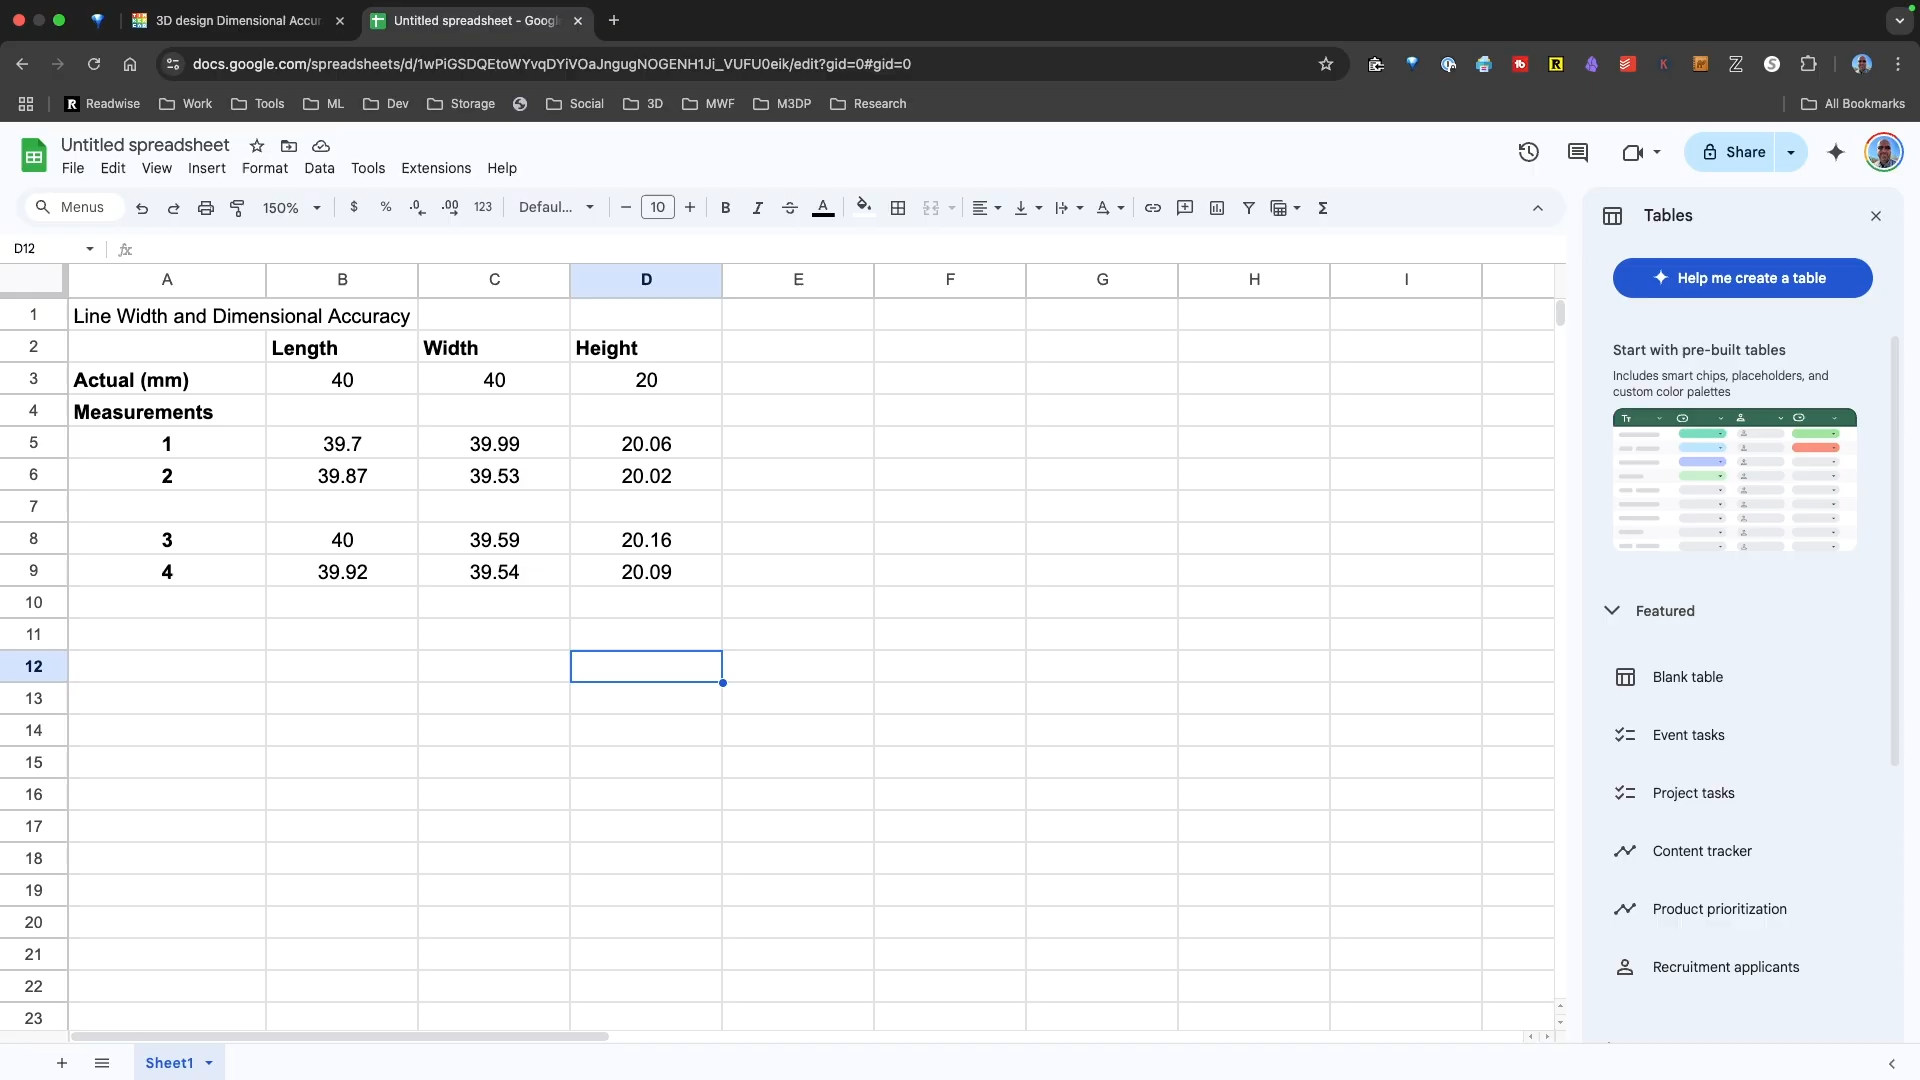 3D design Dimensional Accur
Untitled spreadsheet - Googl
docs.google.com/spreadsheets/d/1wPiGSDQEtoWYvqDYiVOaJngugNOGENH1Ji_VUFU0eik/edit?gid=0#gid=0
Readwise Work Tools ML Dev Storage Social 3D MWF M3DP Research All Bookmarks
Untitled spreadsheet
File Edit View Insert Format Data Tools Extensions Help
Share
Menus 150% $ % .0 .00 123 Defaul... 10 B I A Σ
D12
fx
A B C D E F G H I
1 Line Width and Dimensional Accuracy
2 Length Width Height
3 Actual (mm) 40 40 20
4 Measurements
5 1 39.7 39.99 20.06
6 2 39.87 39.53 20.02
7
8 3 40 39.59 20.16
9 4 39.92 39.54 20.09
10
11
12
13
14
15
16
17
18
19
20
21
22
23
Sheet1
Tables
Help me create a table
Start with pre-built tables
Includes smart chips, placeholders, and
custom color palettes
Featured
Blank table
Event tasks
Project tasks
Content tracker
Product prioritization
Recruitment applicants